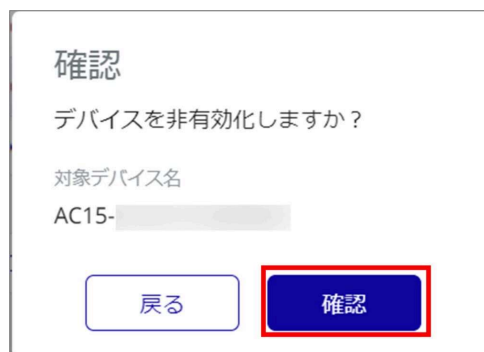 確認
デバイスを非有効化しますか？
対象デバイス名
AC15-
戻る
確認